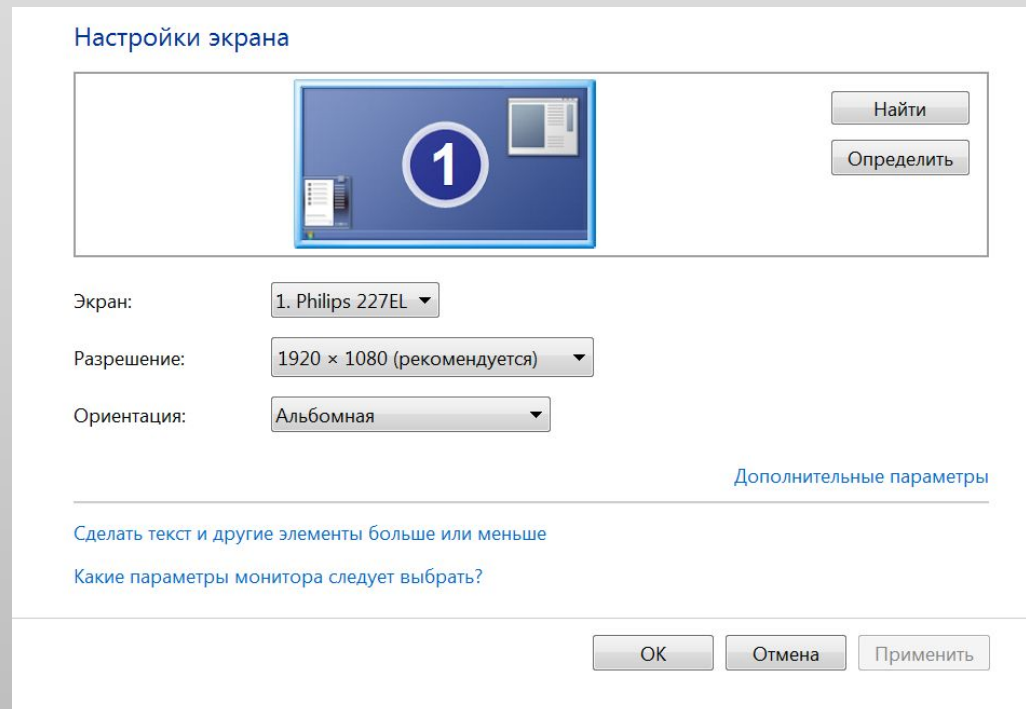 Настройки экрана
1
Найти
Определить
Экран:
1. Philips 227EL
Разрешение:
1920 × 1080 (рекомендуется)
Ориентация:
Альбомная
Дополнительные параметры
Сделать текст и другие элементы больше или меньше
Какие параметры монитора следует выбрать?
ОК
Отмена
Применить